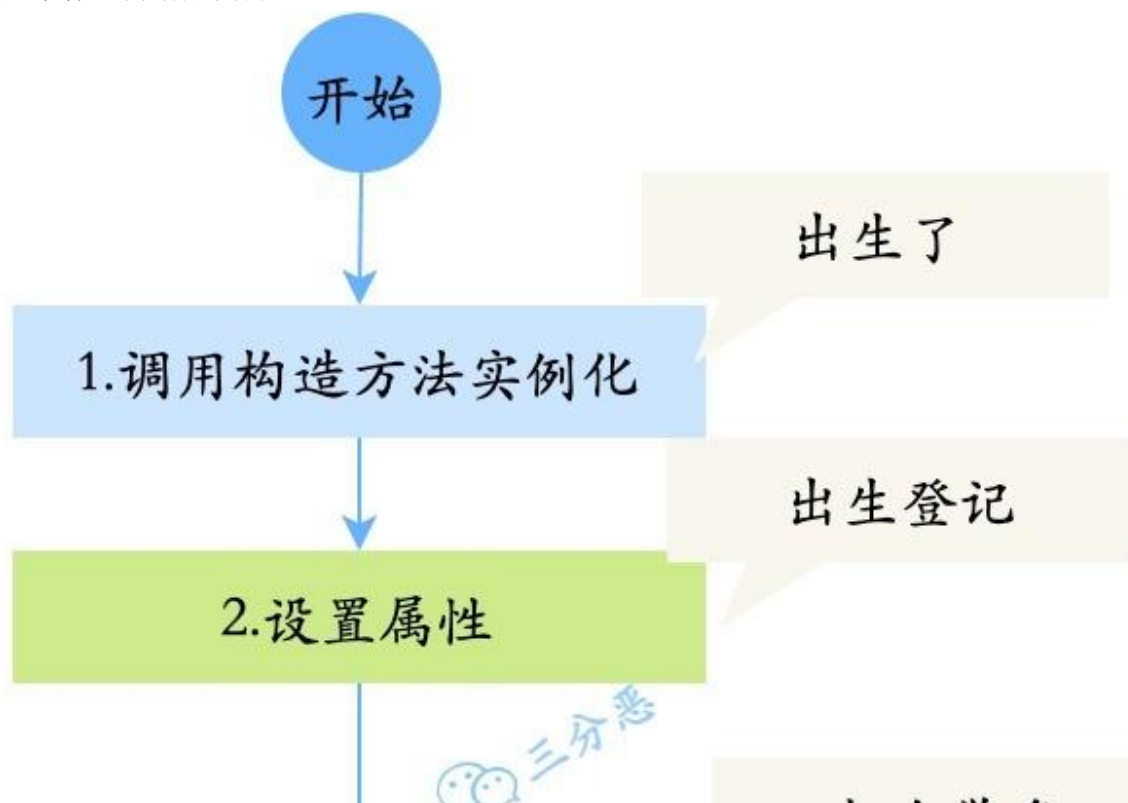 开始
出生了
1.调用构造方法实例化
出生登记
2.设置属性
三分恶